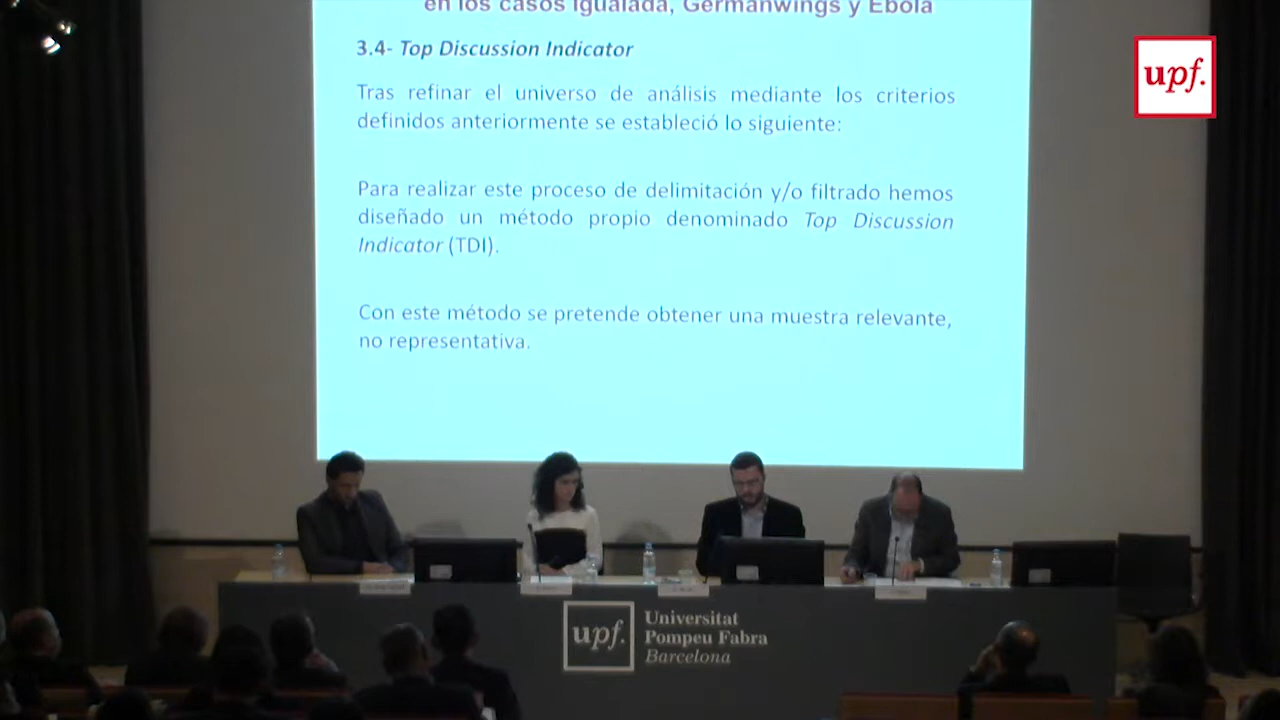 en los casos Igualada, Germanwings y Ébola
3.4- Top Discussion Indicator
Tras refinar el universo de análisis mediante los criterios
definidos anteriormente se estableció lo siguiente:
Para realizar este proceso de delimitación y/o filtrado hemos
diseñado un método propio denominado Top Discussion
Indicator (TDI).
Con este método se pretende obtener una muestra relevante,
no representativa.
upf.
upf.
Universitat
Pompeu Fabra
Barcelona